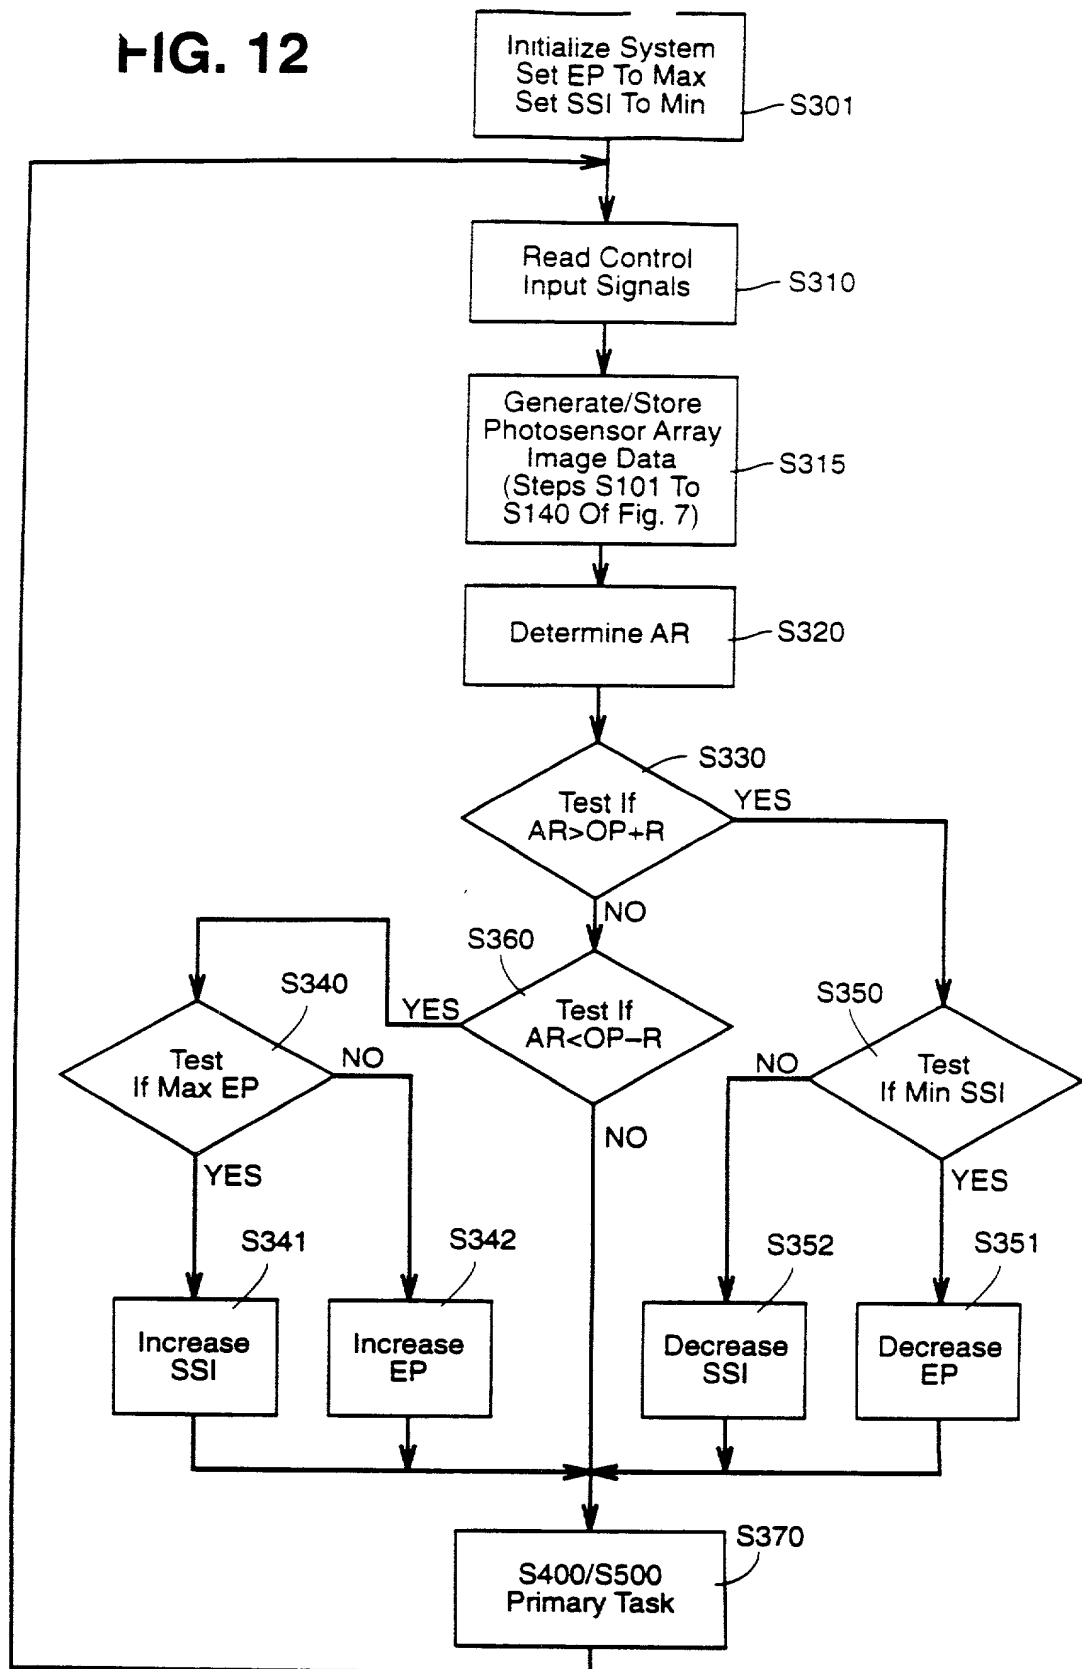 FIG. 12
Initialize System
Set EP To Max
Set SSI To Min
S301
Read Control
Input Signals
S310
Generate/Store
Photosensor Array
Image Data
(Steps S101 To
S140 Of Fig. 7)
S315
Determine AR
S320
S330
Test If
AR>OP+R
YES
NO
S360
Test If
AR<OP−R
YES
NO
S340
Test
If Max EP
NO
YES
S350
Test
If Min SSI
NO
YES
S341
Increase
SSI
S342
Increase
EP
S352
Decrease
SSI
S351
Decrease
EP
S370
S400/S500
Primary Task